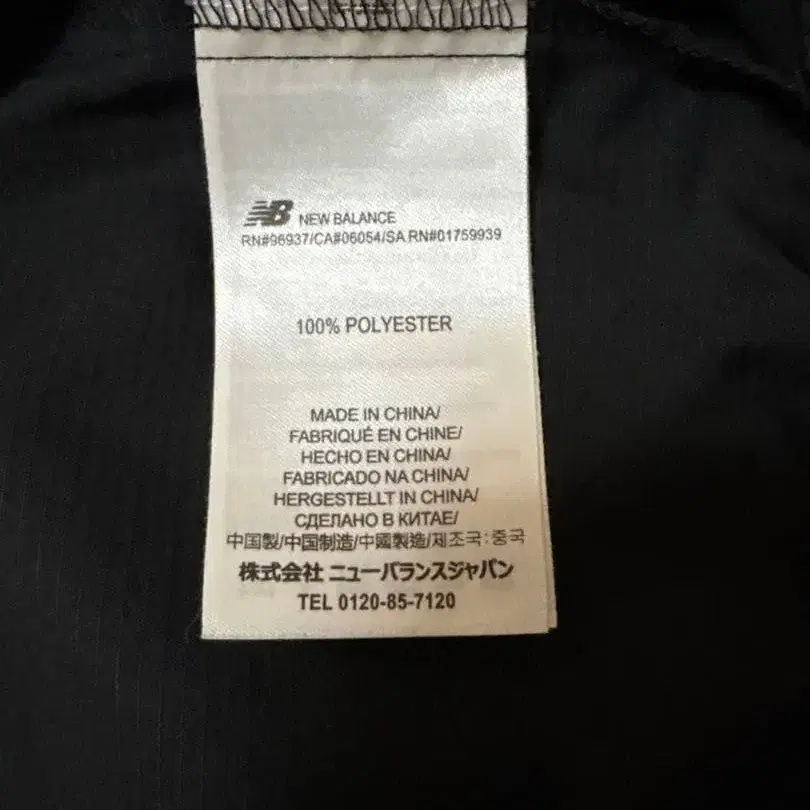 NB NEW BALANCE
RN#96937/CA#06054/SA RN#01759939
100% POLYESTER
MADE IN CHINA/
FABRIQUÉ EN CHINE/
HECHO EN CHINA/
FABRICADO NA CHINA/
HERGESTELLT IN CHINA/
СДЕЛАНО В КИТАЕ/
中国製/中国制造/中國製造/제조국:중국
株式会社 ニューバランスジャパン
TEL 0120-85-7120